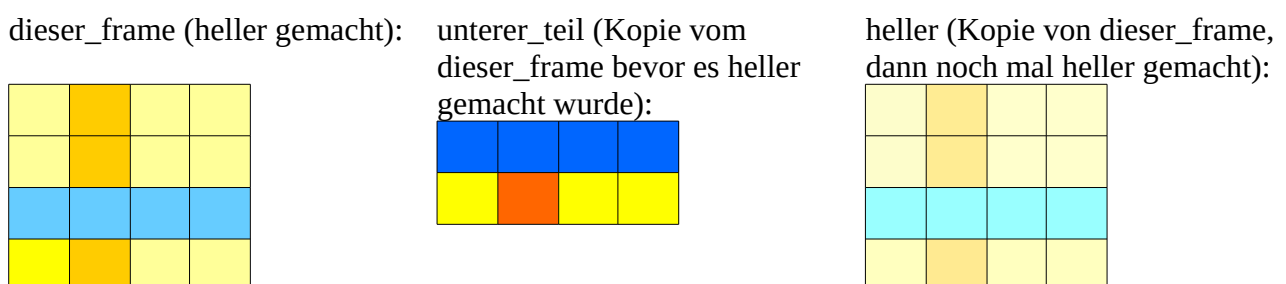 dieser_frame (heller gemacht):
unterer_teil (Kopie vom
dieser_frame bevor es heller
gemacht wurde):
heller (Kopie von dieser_frame,
dann noch mal heller gemacht):